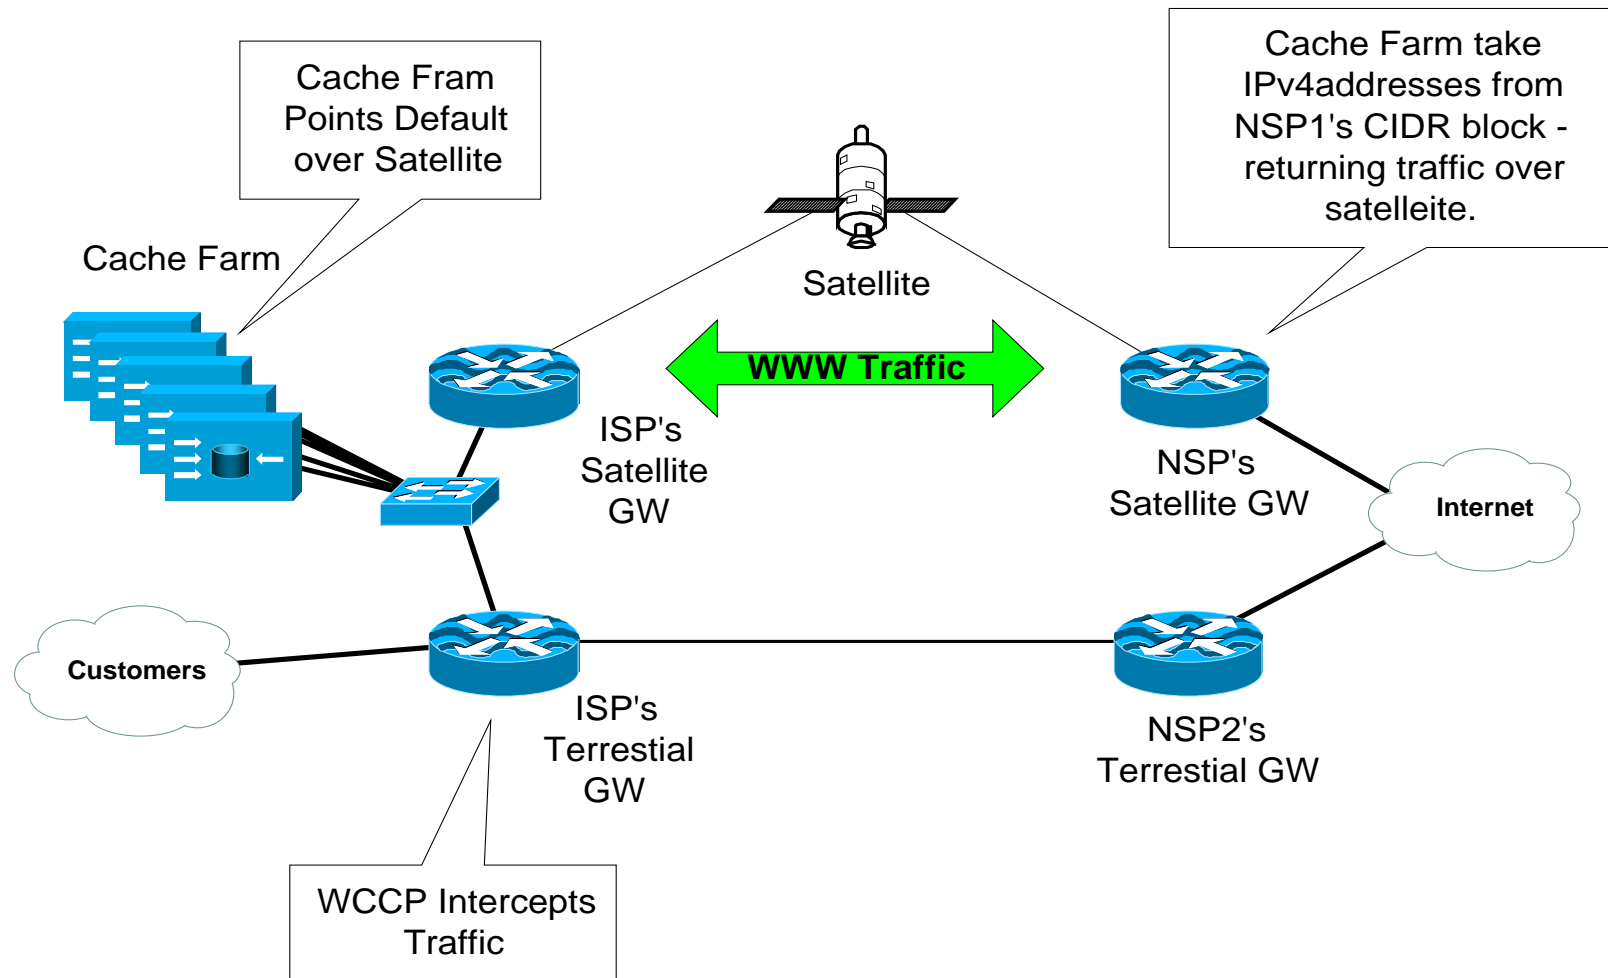 Cache Fram
Points Default
over Satellite
Cache Farm take
IPv4addresses from
NSP1's CIDR block -
returning traffic over
satelleite.
Cache Farm
Satellite
WWW Traffic
ISP's
Satellite
GW
NSP's
Satellite GW
Internet
Customers
ISP's
Terrestial
GW
NSP2's
Terrestial GW
WCCP Intercepts
Traffic